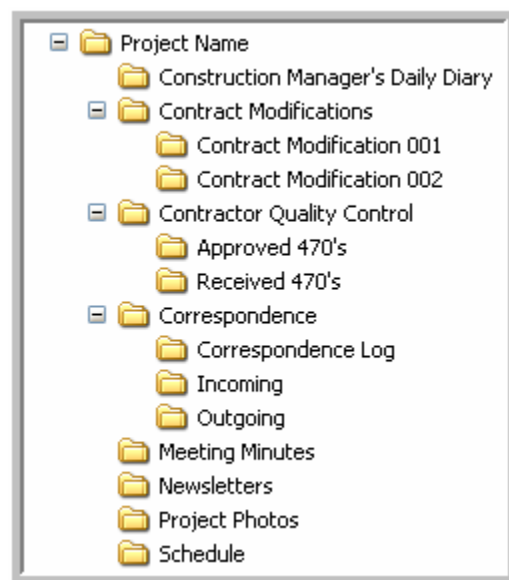 Project Name
Construction Manager's Daily Diary
Contract Modifications
Contract Modification 001
Contract Modification 002
Contractor Quality Control
Approved 470's
Received 470's
Correspondence
Correspondence Log
Incoming
Outgoing
Meeting Minutes
Newsletters
Project Photos
Schedule